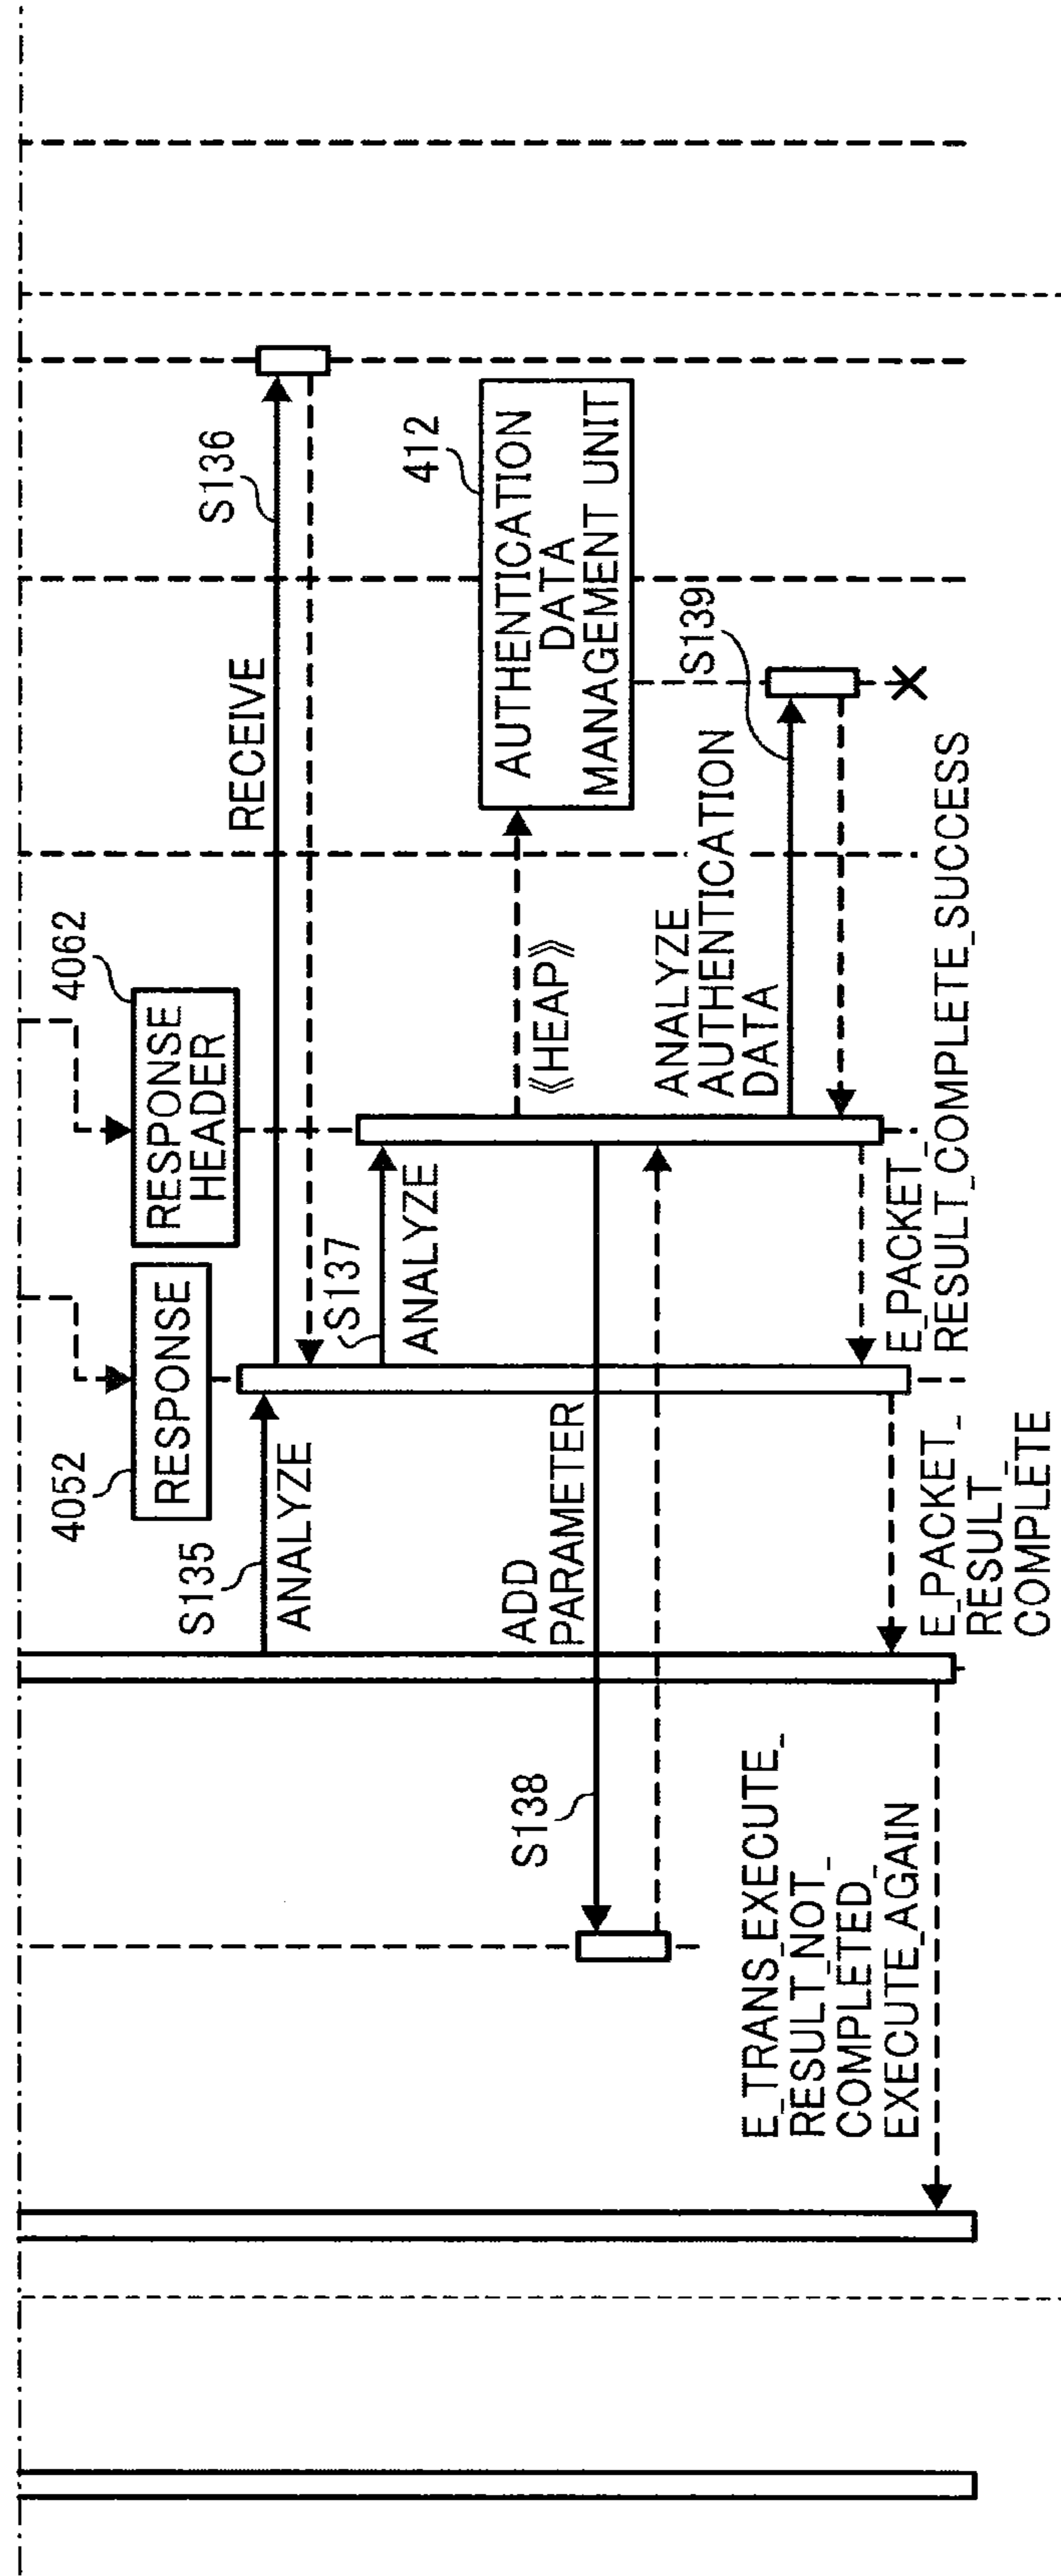 4052
RESPONSE
4062
RESPONSE
HEADER
S135
ANALYZE
S136
RECEIVE
S137
ANALYZE
412
AUTHENTICATION
DATA
MANAGEMENT UNIT
《HEAP》
S138
ADD
PARAMETER
S139
ANALYZE
AUTHENTICATION
DATA
E_PACKET_
RESULT_COMPLETE_SUCCESS
E_PACKET_
RESULT_
COMPLETE
E_TRANS_EXECUTE_
RESULT_NOT_
COMPLETED_
EXECUTE_AGAIN